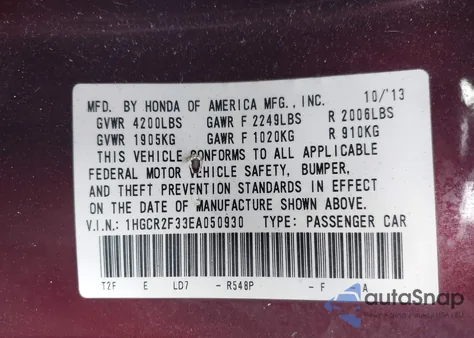 MFD. BY HONDA OF AMERICA MFG., INC. 10/'13
GVWR 4200LBS GAWR F 2249LBS R 2006LBS
GVWR 1905KG GAWR F 1020KG R 910KG
THIS VEHICLE CONFORMS TO ALL APPLICABLE
FEDERAL MOTOR VEHICLE SAFETY, BUMPER,
AND THEFT PREVENTION STANDARDS IN EFFECT
ON THE DATE OF MANUFACTURE SHOWN ABOVE.
V.I.N.: 1HGCR2F33EA050930 TYPE: PASSENGER CAR
T2F E LD7 -R548P -F A
autoSnap